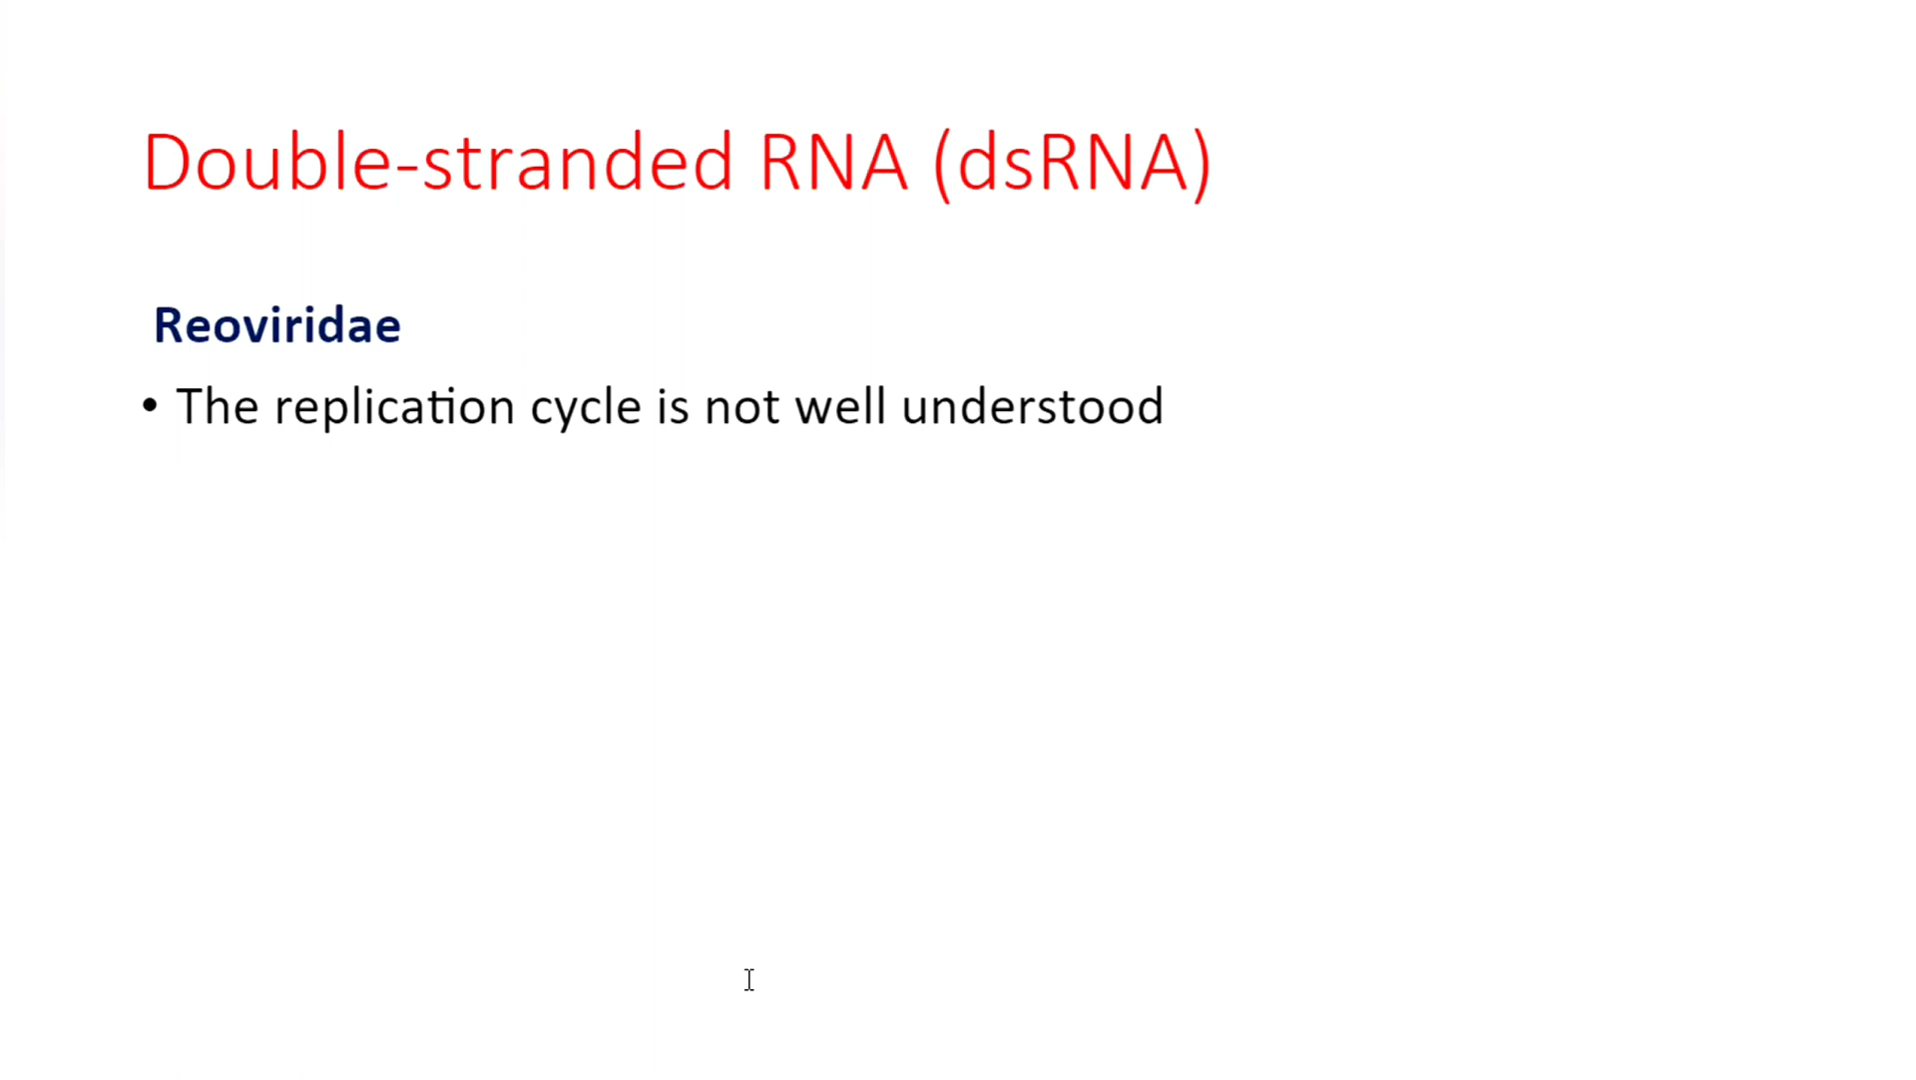 Double-stranded RNA (dsRNA)
Reoviridae
• The replication cycle is not well understood